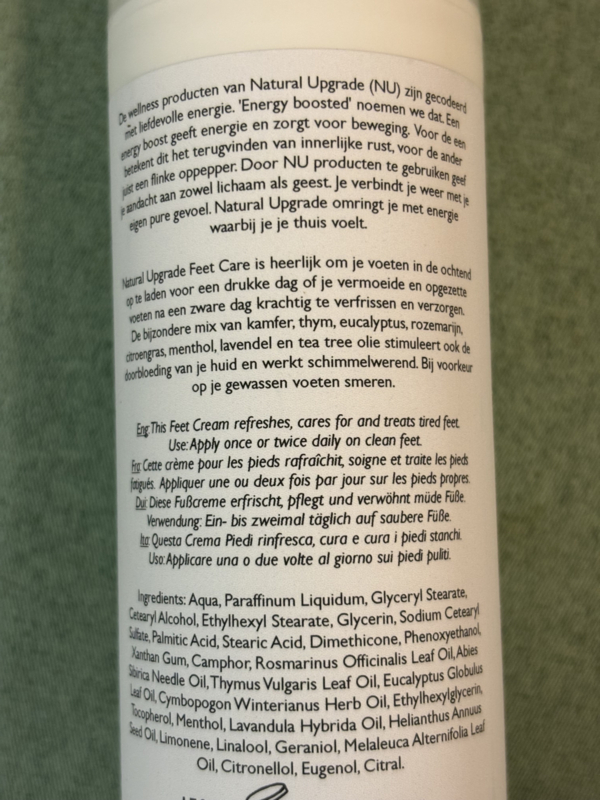 De wellness producten van Natural Upgrade (NU) zijn gecodeerd
met liefdevolle energie. 'Energy boosted' noemen we dat. Een
energy boost geeft energie en zorgt voor beweging. Voor de een
betekent dit het terugvinden van innerlijke rust, voor de ander
juist een flinke oppepper. Door NU producten te gebruiken geef
je aandacht aan zowel lichaam als geest. Je verbindt je weer met je
eigen pure gevoel. Natural Upgrade omringt je met energie
waarbij je je thuis voelt.
Natural Upgrade Feet Care is heerlijk om je voeten in de ochtend
op te laden voor een drukke dag of je vermoeide en opgezette
voeten na een zware dag krachtig te verfrissen en verzorgen.
De bijzondere mix van kamfer, thym, eucalyptus, rozemarijn,
citroengras, menthol, lavendel en tea tree olie stimuleert ook de
doorbloeding van je huid en werkt schimmelwerend. Bij voorkeur
op je gewassen voeten smeren.
Eng: This Feet Cream refreshes, cares for and treats tired feet.
Use: Apply once or twice daily on clean feet.
Fra: Cette crème pour les pieds rafraîchit, soigne et traite les pieds
fatigués. Appliquer une ou deux fois par jour sur les pieds propres.
Dui: Diese Fußcreme erfrischt, pflegt und verwöhnt müde Füße.
Verwendung: Ein- bis zweimal täglich auf saubere Füße.
Ita: Questa Crema Piedi rinfresca, cura e cura i piedi stanchi.
Uso: Applicare una o due volte al giorno sui piedi puliti.
Ingredients: Aqua, Paraffinum Liquidum, Glyceryl Stearate,
Cetearyl Alcohol, Ethylhexyl Stearate, Glycerin, Sodium Cetearyl
Sulfate, Palmitic Acid, Stearic Acid, Dimethicone, Phenoxyethanol,
Xanthan Gum, Camphor, Rosmarinus Officinalis Leaf Oil, Abies
Sibirica Needle Oil, Thymus Vulgaris Leaf Oil, Eucalyptus Globulus
Leaf Oil, Cymbopogon Winterianus Herb Oil, Ethylhexylglycerin,
Tocopherol, Menthol, Lavandula Hybrida Oil, Helianthus Annuus
Seed Oil, Limonene, Linalool, Geraniol, Melaleuca Alternifolia Leaf
Oil, Citronellol, Eugenol, Citral.